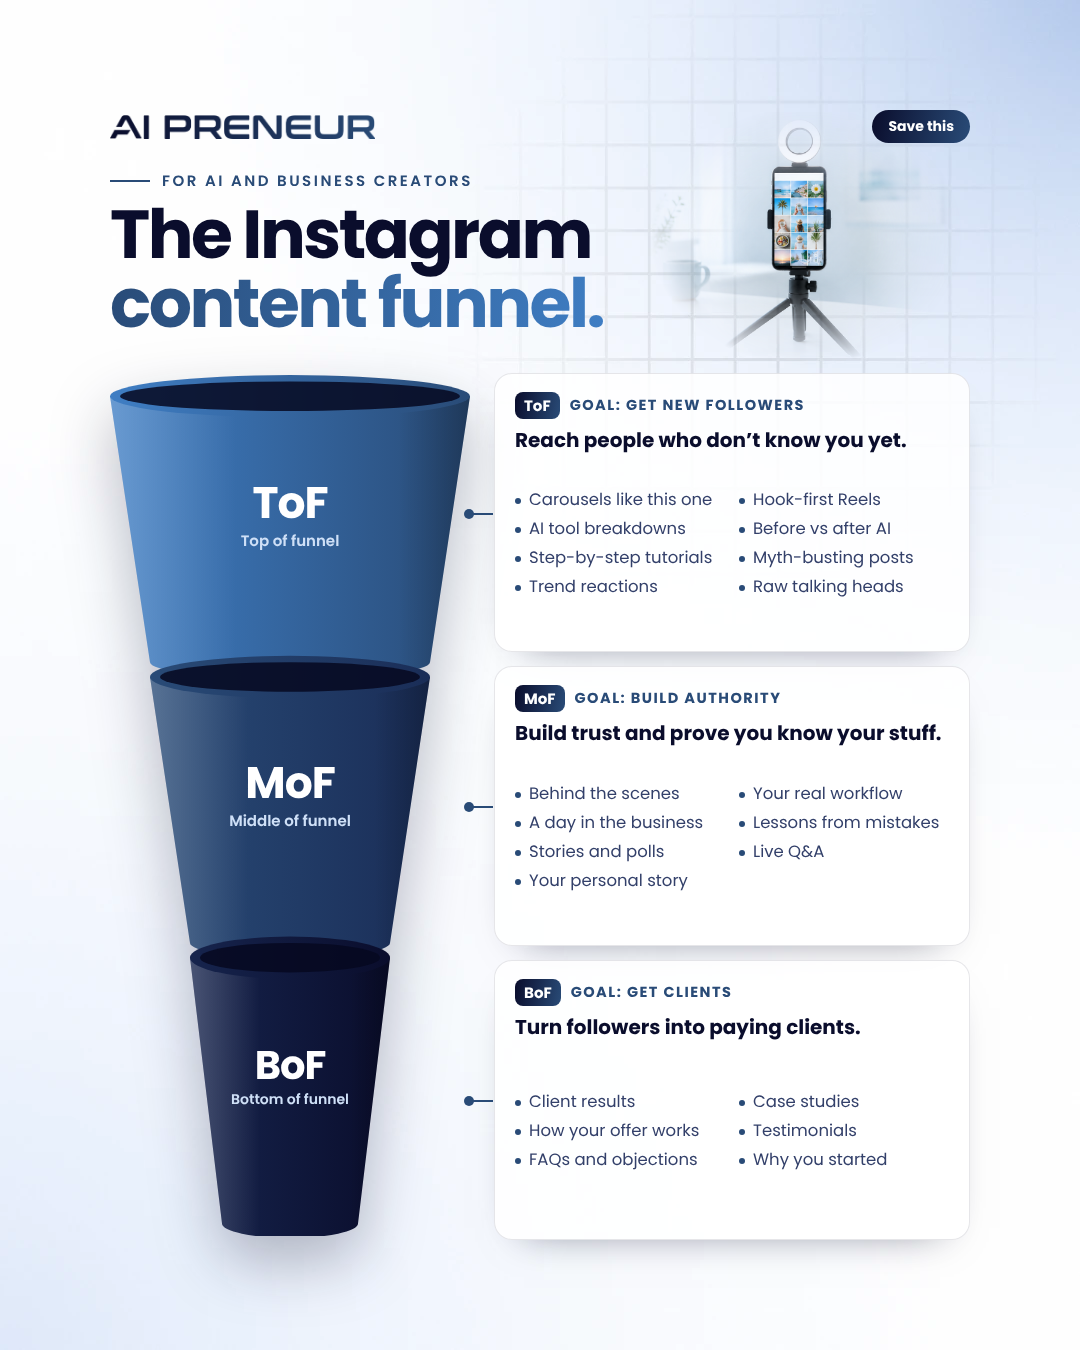 AI PRENEUR
Save this
FOR AI AND BUSINESS CREATORS
The Instagram
content funnel.
ToF
Top of funnel
ToF GOAL: GET NEW FOLLOWERS
Reach people who don’t know you yet.
Carousels like this one
AI tool breakdowns
Step-by-step tutorials
Trend reactions
Hook-first Reels
Before vs after AI
Myth-busting posts
Raw talking heads
MoF
Middle of funnel
MoF GOAL: BUILD AUTHORITY
Build trust and prove you know your stuff.
Behind the scenes
A day in the business
Stories and polls
Your personal story
Your real workflow
Lessons from mistakes
Live Q&A
BoF
Bottom of funnel
BoF GOAL: GET CLIENTS
Turn followers into paying clients.
Client results
How your offer works
FAQs and objections
Case studies
Testimonials
Why you started